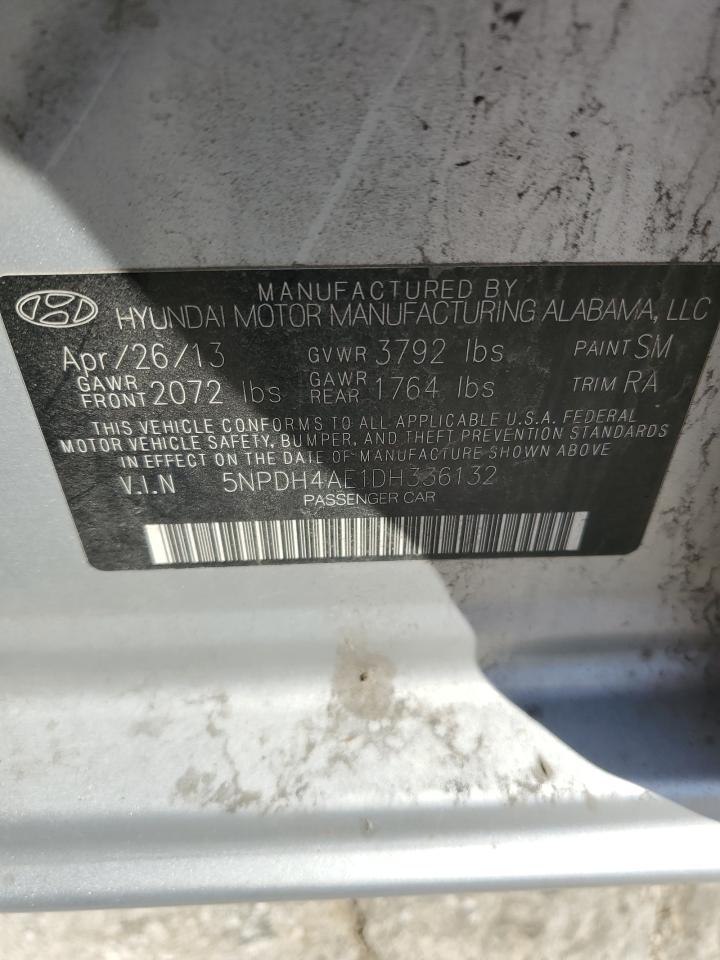 MANUFACTURED BY
HYUNDAI MOTOR MANUFACTURING ALABAMA, LLC
Apr/26/13 GVWR 3792 lbs PAINT SM
GAWR FRONT 2072 lbs GAWR REAR 1764 lbs TRIM RA
THIS VEHICLE CONFORMS TO ALL APPLICABLE U.S.A. FEDERAL
MOTOR VEHICLE SAFETY, BUMPER, AND THEFT PREVENTION STANDARDS
IN EFFECT ON THE DATE OF MANUFACTURE SHOWN ABOVE
V.I.N 5NPDH4AE1DH336132
PASSENGER CAR